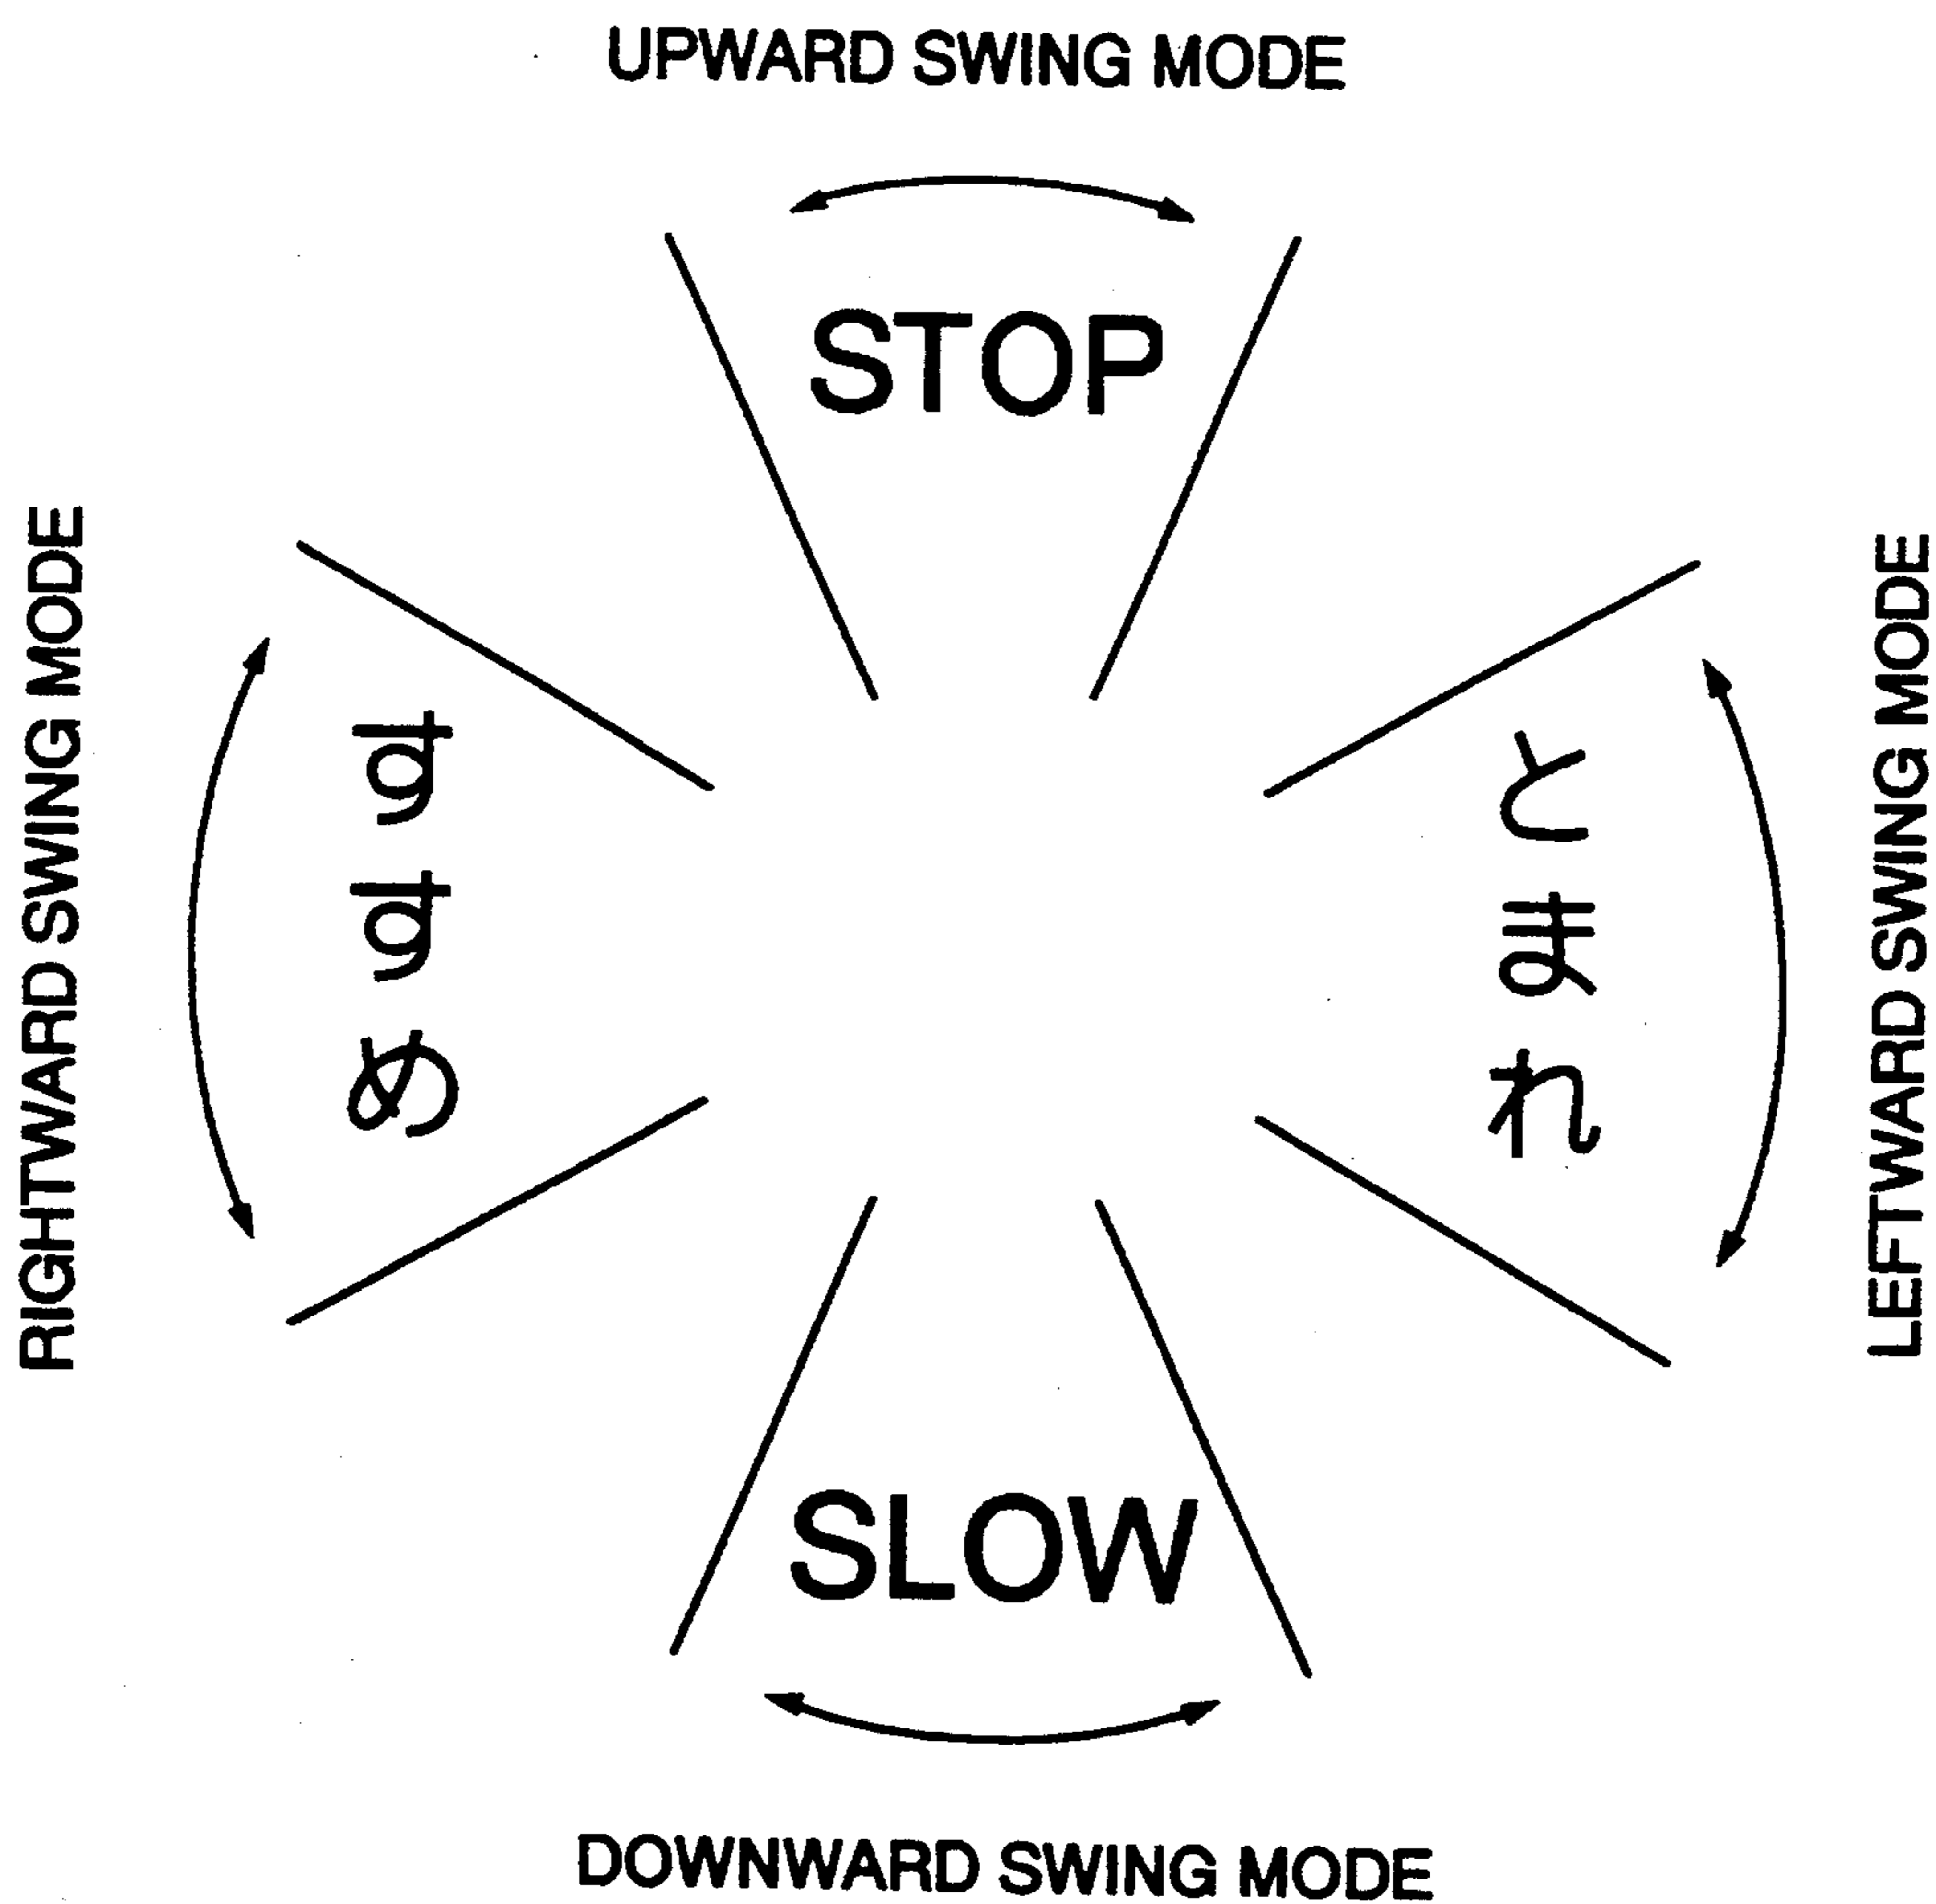 UPWARD SWING MODE
STOP
RIGHTWARD SWING MODE
すすめ
とまれ
LEFTWARD SWING MODE
SLOW
DOWNWARD SWING MODE